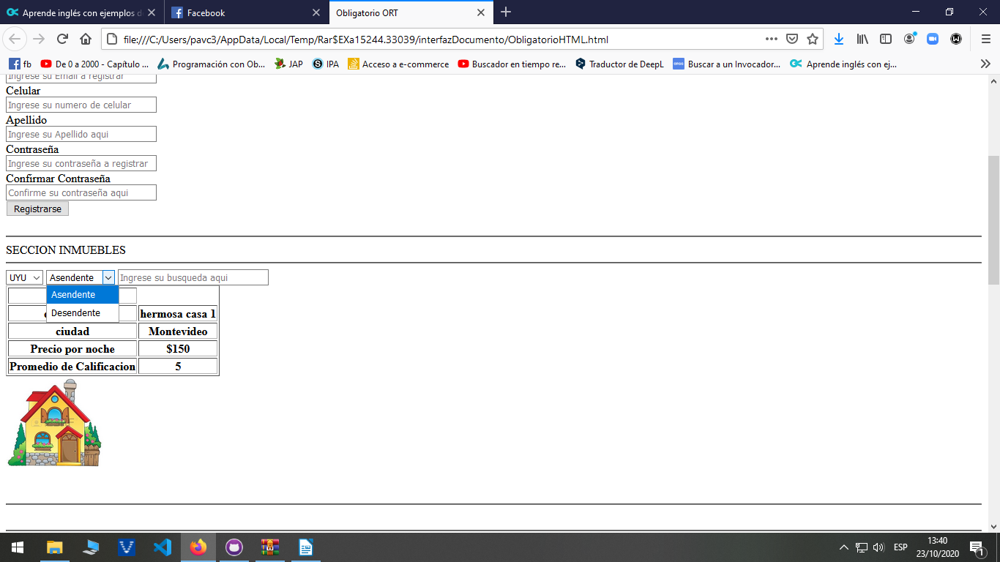 Aprende inglés con ejemplos d
Facebook
Obligatorio ORT
file:///C:/Users/pavc3/AppData/Local/Temp/Rar$EXa15244.33039/interfazDocumento/ObligatorioHTML.html
fb
De 0 a 2000 - Capítulo ...
Programación con Ob...
JAP
IPA
Acceso a e-commerce
Buscador en tiempo re...
Traductor de DeepL
Buscar a un Invocador...
Aprende inglés con ej...
Ingrese su Email a registrar
Celular
Ingrese su numero de celular
Apellido
Ingrese su Apellido aqui
Contraseña
Ingrese su contraseña a registrar
Confirmar Contraseña
Confirme su contraseña aqui
Registrarse
SECCION INMUEBLES
UYU Asendente Ingrese su busqueda aqui
Asendente
Desendente
hermosa casa 1
ciudad Montevideo
Precio por noche $150
Promedio de Calificacion 5
ESP
13:40
23/10/2020
1